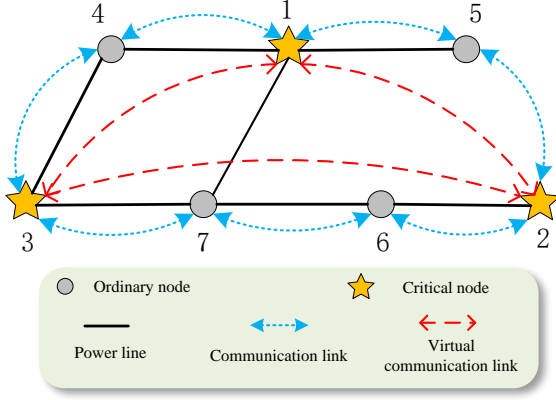 4
1
5
3
7
6
2
Ordinary node
Critical node
Power line
Communication link
Virtual
communication link